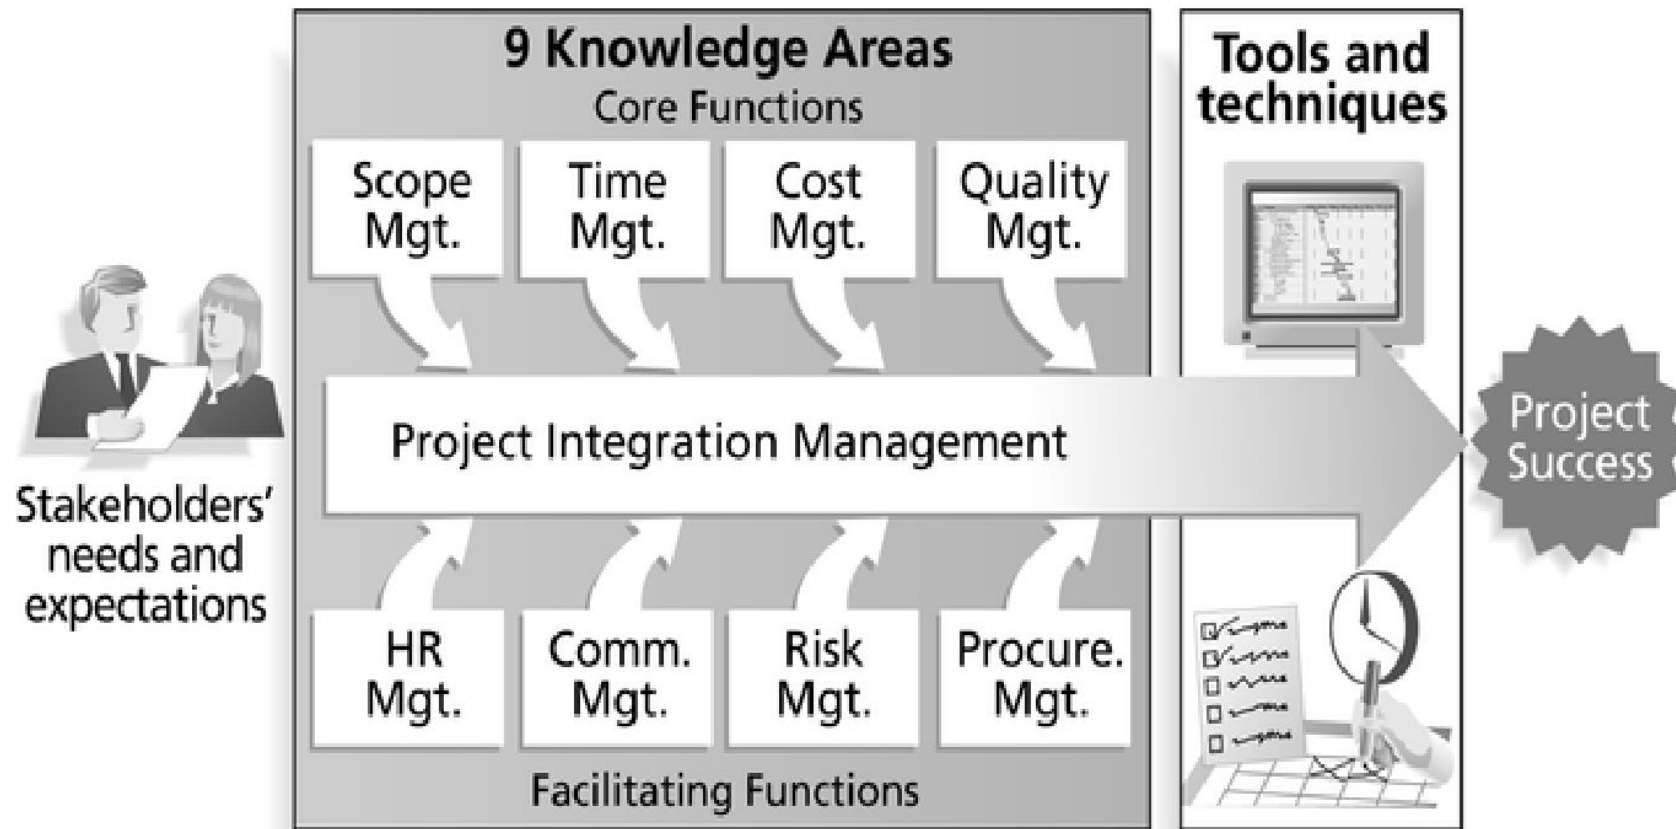 9 Knowledge Areas
Core Functions
Scope
Mgt.
Time
Mgt.
Cost
Mgt.
Quality
Mgt.
Tools and
techniques
Stakeholders’
needs and
expectations
Project Integration Management
Project
Success
HR
Mgt.
Comm.
Mgt.
Risk
Mgt.
Procure.
Mgt.
Facilitating Functions